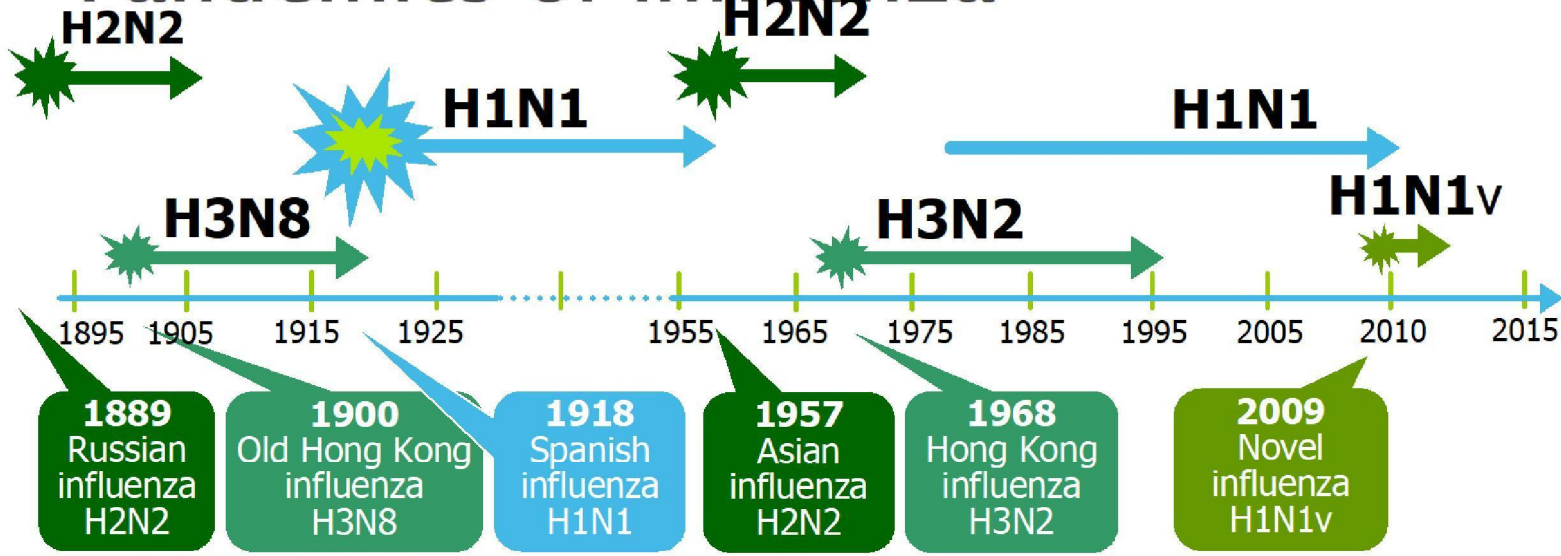 H2N2
H2N2
H1N1
H1N1
H3N8
H3N2
H1N1v
1895 1905 1915 1925 1955 1965 1975 1985 1995 2005 2010 2015
1889
Russian
influenza
H2N2
1900
Old Hong Kong
influenza
H3N8
1918
Spanish
influenza
H1N1
1957
Asian
influenza
H2N2
1968
Hong Kong
influenza
H3N2
2009
Novel
influenza
H1N1v